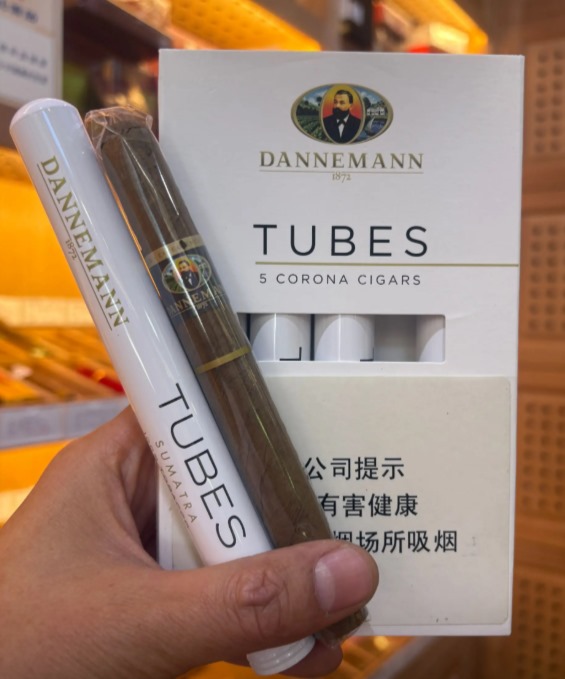 DANNEMANN
1872
TUBES
5 CORONA CIGARS
公司提示
有害健康
场所吸烟
DANNEMANN
1872
TUBES
SUMATRA
DANNEMANN